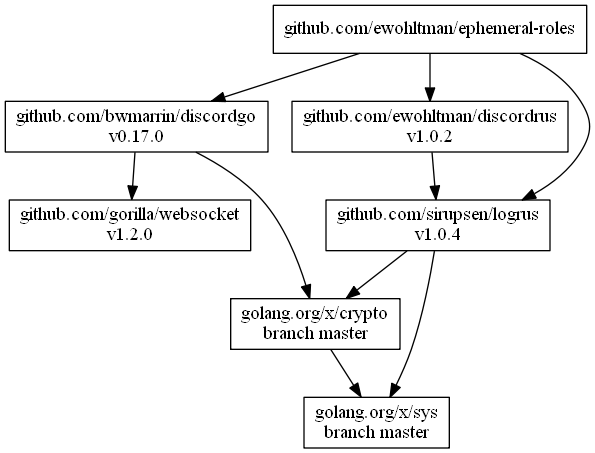 github.com/ewohltman/ephemeral-roles
github.com/bwmarrin/discordgo
v0.17.0
github.com/ewohltman/discordrus
v1.0.2
github.com/gorilla/websocket
v1.2.0
github.com/sirupsen/logrus
v1.0.4
golang.org/x/crypto
branch master
golang.org/x/sys
branch master